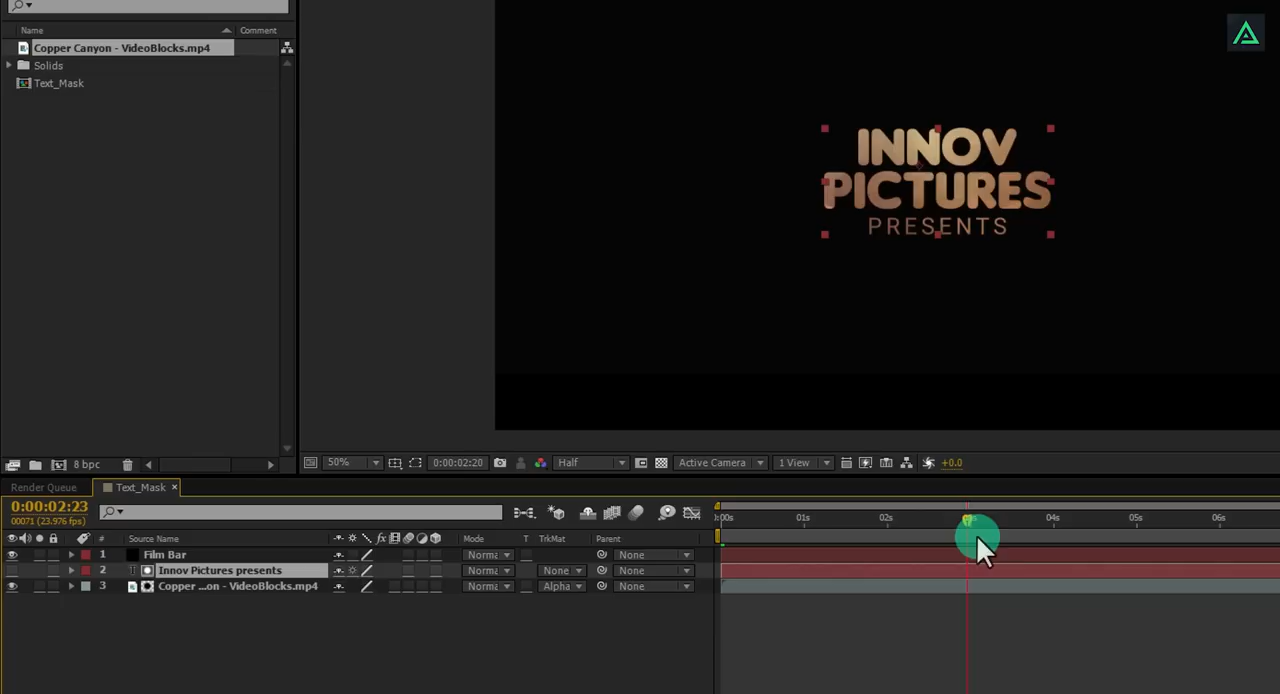 Name Comment
Copper Canyon - VideoBlocks.mp4
Solids
Text_Mask
INNOV
PICTURES
PRESENTS
8 bpc
50% 0:00:02:20 Half Active Camera 1 View +0.0
Render Queue Text_Mask ×
0:00:02:23
00071 (23.976 fps)
:00s 01s 02s 04s 05s 06s
# Source Name fx Mode T TrkMat Parent
1 Film Bar Norma None
2 T Innov Pictures presents Norma None None
3 Copper ...on - VideoBlocks.mp4 Norma Alpha None